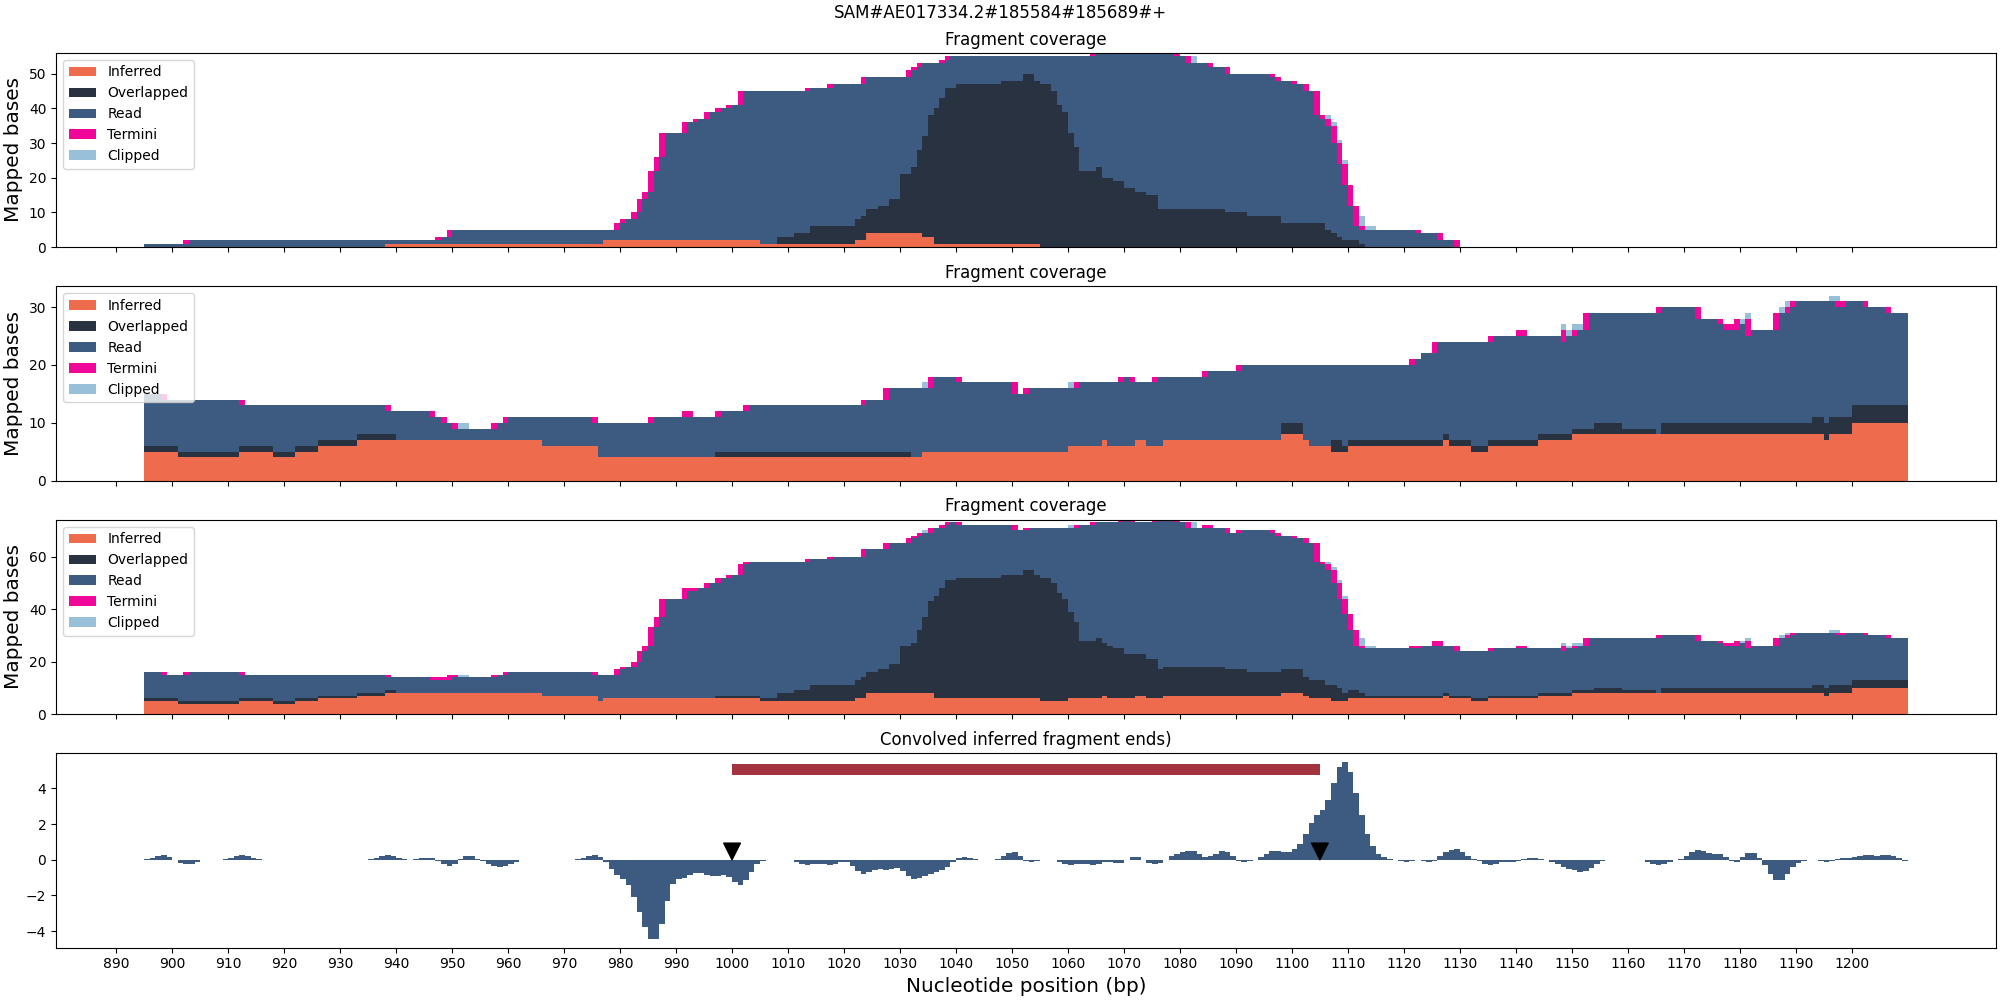 SAM#AE017334.2#185584#185689#+
Fragment coverage
Mapped bases
50
40
30
20
10
0
Inferred
Overlapped
Read
Termini
Clipped
Fragment coverage
Mapped bases
30
20
10
0
Inferred
Overlapped
Read
Termini
Clipped
Fragment coverage
Mapped bases
60
40
20
0
Inferred
Overlapped
Read
Termini
Clipped
Convolved inferred fragment ends)
4
2
0
−2
−4
890 900 910 920 930 940 950 960 970 980 990 1000 1010 1020 1030 1040 1050 1060 1070 1080 1090 1100 1110 1120 1130 1140 1150 1160 1170 1180 1190 1200
Nucleotide position (bp)